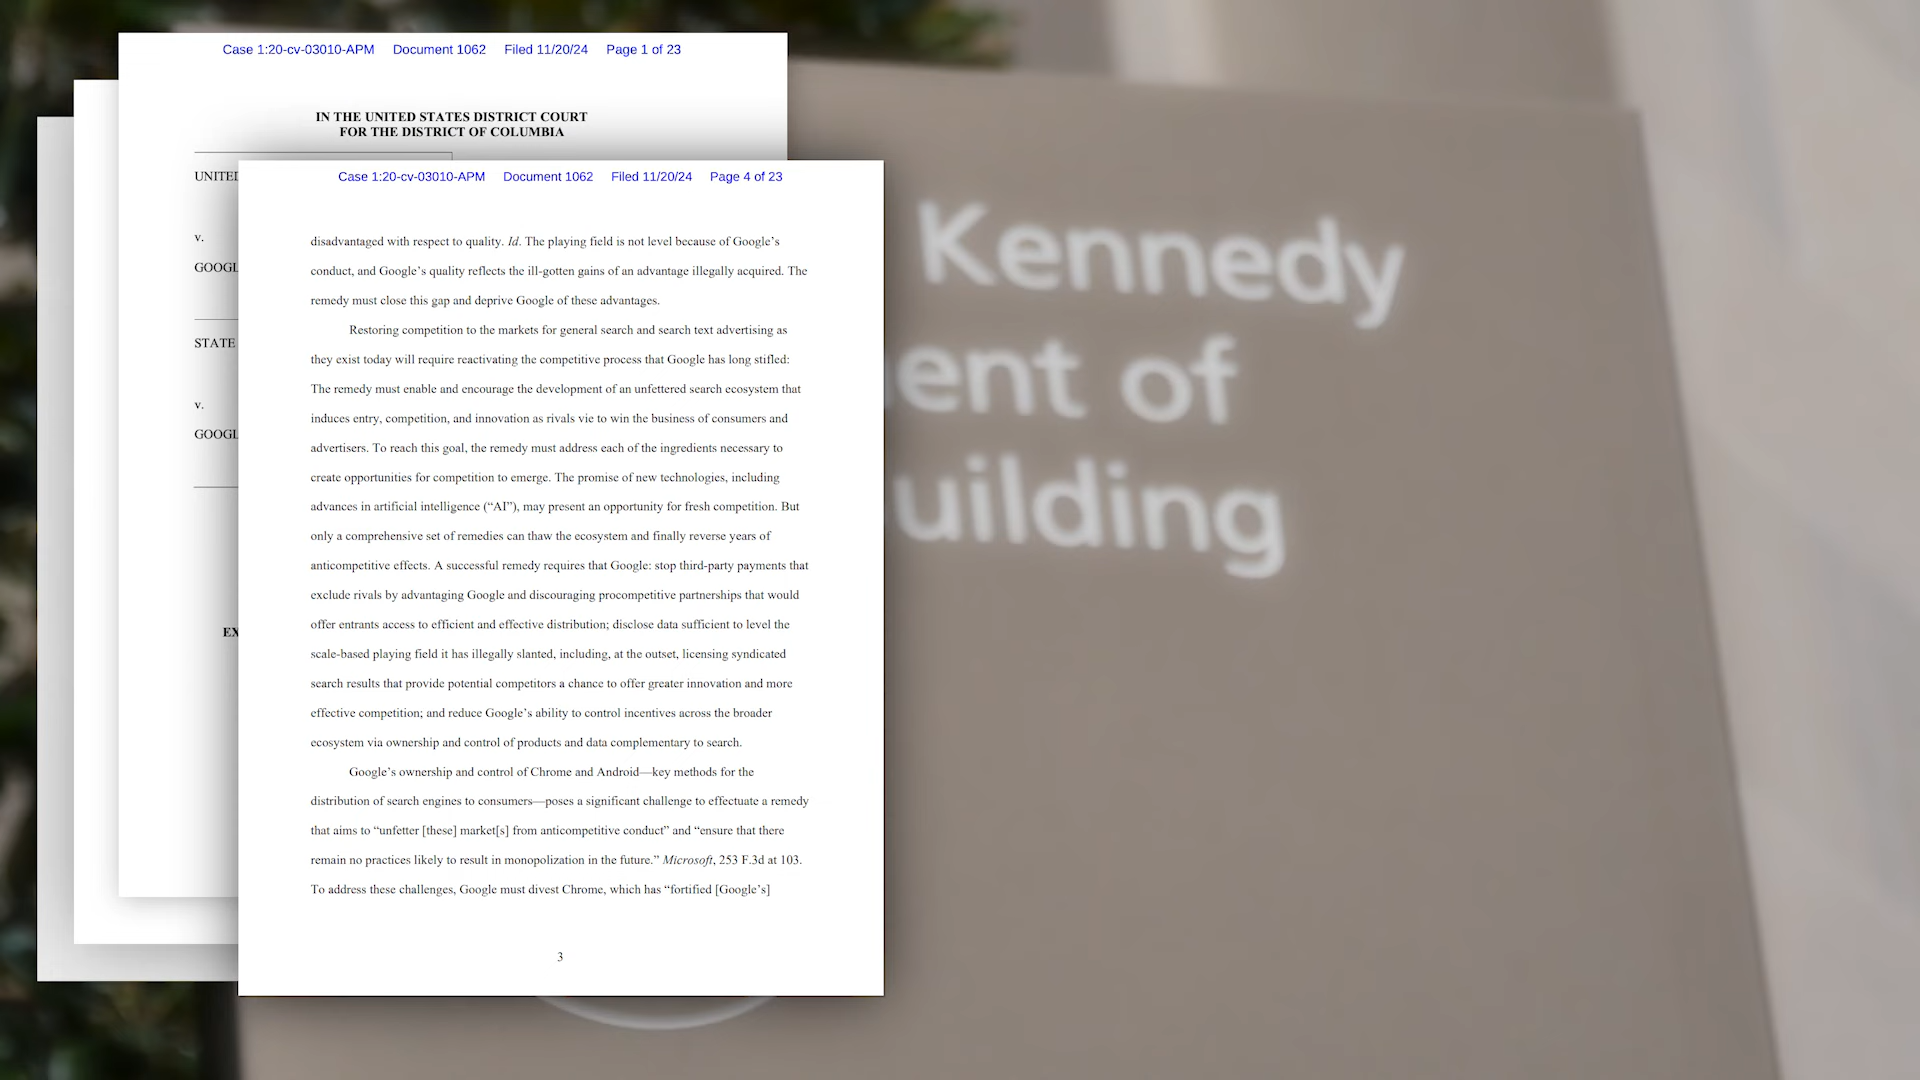 Case 1:20-cv-03010-APM Document 1062 Filed 11/20/24 Page 1 of 23
IN THE UNITED STATES DISTRICT COURT
FOR THE DISTRICT OF COLUMBIA
UNITED
v.
GOOGL
STATE
v.
GOOGL
EX
Case 1:20-cv-03010-APM Document 1062 Filed 11/20/24 Page 4 of 23
disadvantaged with respect to quality. Id. The playing field is not level because of Google’s
conduct, and Google’s quality reflects the ill-gotten gains of an advantage illegally acquired. The
remedy must close this gap and deprive Google of these advantages.
Restoring competition to the markets for general search and search text advertising as
they exist today will require reactivating the competitive process that Google has long stifled:
The remedy must enable and encourage the development of an unfettered search ecosystem that
induces entry, competition, and innovation as rivals vie to win the business of consumers and
advertisers. To reach this goal, the remedy must address each of the ingredients necessary to
create opportunities for competition to emerge. The promise of new technologies, including
advances in artificial intelligence (“AI”), may present an opportunity for fresh competition. But
only a comprehensive set of remedies can thaw the ecosystem and finally reverse years of
anticompetitive effects. A successful remedy requires that Google: stop third-party payments that
exclude rivals by advantaging Google and discouraging procompetitive partnerships that would
offer entrants access to efficient and effective distribution; disclose data sufficient to level the
scale-based playing field it has illegally slanted, including, at the outset, licensing syndicated
search results that provide potential competitors a chance to offer greater innovation and more
effective competition; and reduce Google’s ability to control incentives across the broader
ecosystem via ownership and control of products and data complementary to search.
Google’s ownership and control of Chrome and Android—key methods for the
distribution of search engines to consumers—poses a significant challenge to effectuate a remedy
that aims to “unfetter [these] market[s] from anticompetitive conduct” and “ensure that there
remain no practices likely to result in monopolization in the future.” Microsoft, 253 F.3d at 103.
To address these challenges, Google must divest Chrome, which has “fortified [Google’s]
3
Kennedy
ent of
uilding